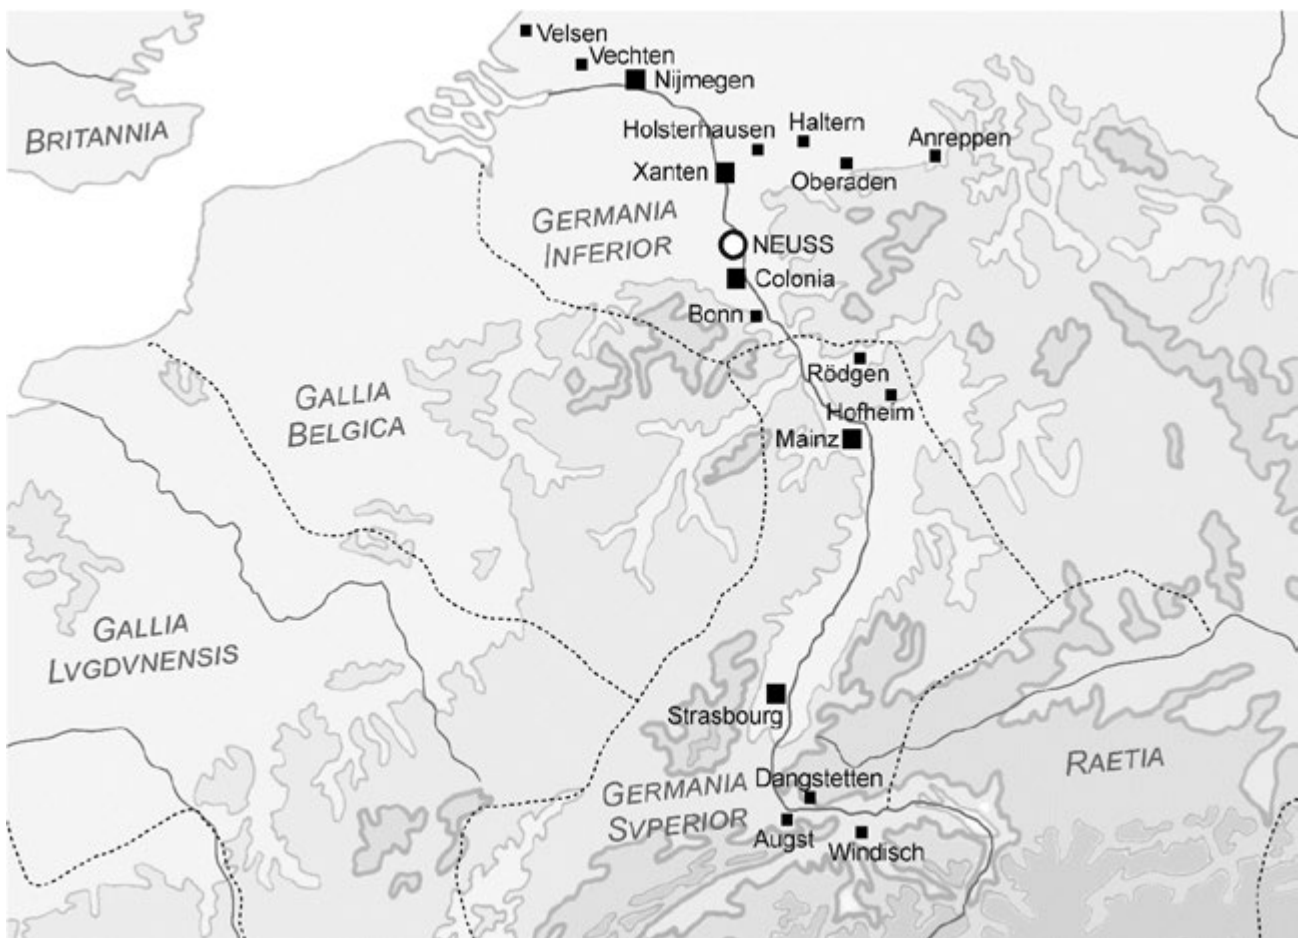 Velsen
Vechten
Nijmegen
BRITANNIA
Holsterhausen
Haltern
Anreppen
Xanten
Oberaden
GERMANIA
INFERIOR
NEUSS
Colonia
Bonn
Rödgen
GALLIA
BELGICA
Hofheim
Mainz
GALLIA
LVGDVNENSIS
Strasbourg
RAETIA
Dangstetten
GERMANIA
SVPERIOR
Augst
Windisch